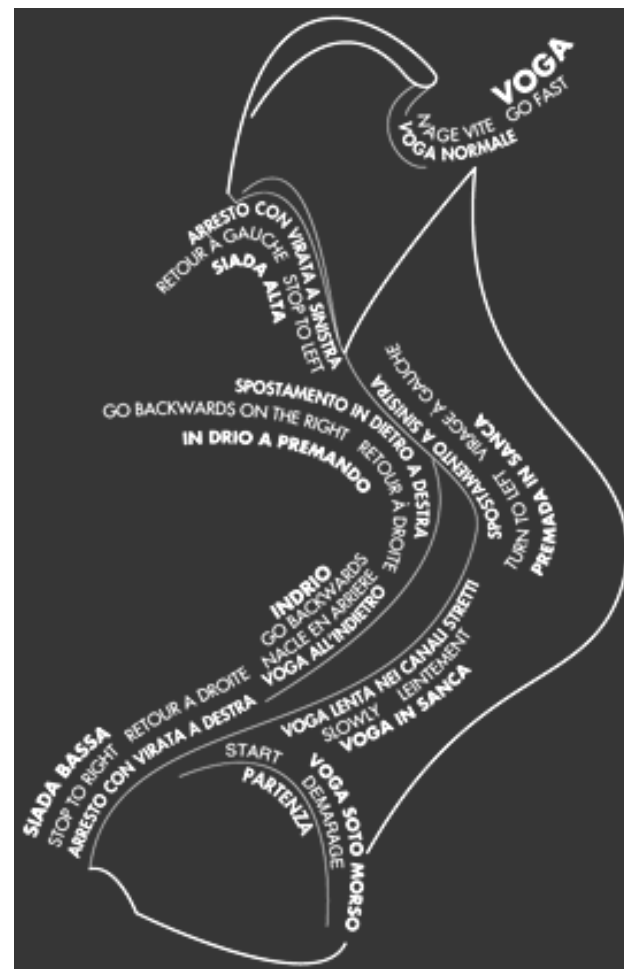 VOGA
NAGE VITE GO FAST
VOGA NORMALE
ARRESTO CON VIRATA A SINISTRA
RETOUR À GAUCHE STOP TO LEFT
SIADA ALTA
SPOSTAMENTO A SINISTRA
VIRAGE À GAUCHE
TURN TO LEFT
PREMADA IN SANCA
SPOSTAMENTO IN DIETRO A DESTRA
GO BACKWARDS ON THE RIGHT RETOUR À DROITE
IN DRIO A PREMANDO
INDRIO
GO BACKWARDS
NACLE EN ARRIERE
VOGA ALL'INDIETRO
VOGA LENTA NEI CANALI STRETTI
SLOWLY LEINTEMENT
VOGA IN SANCA
SIADA BASSA
STOP TO RIGHT RETOUR A DROITE
ARRESTO CON VIRATA A DESTRA
START DEMARAGE
PARTENZA
VOGA SOTO MORSO